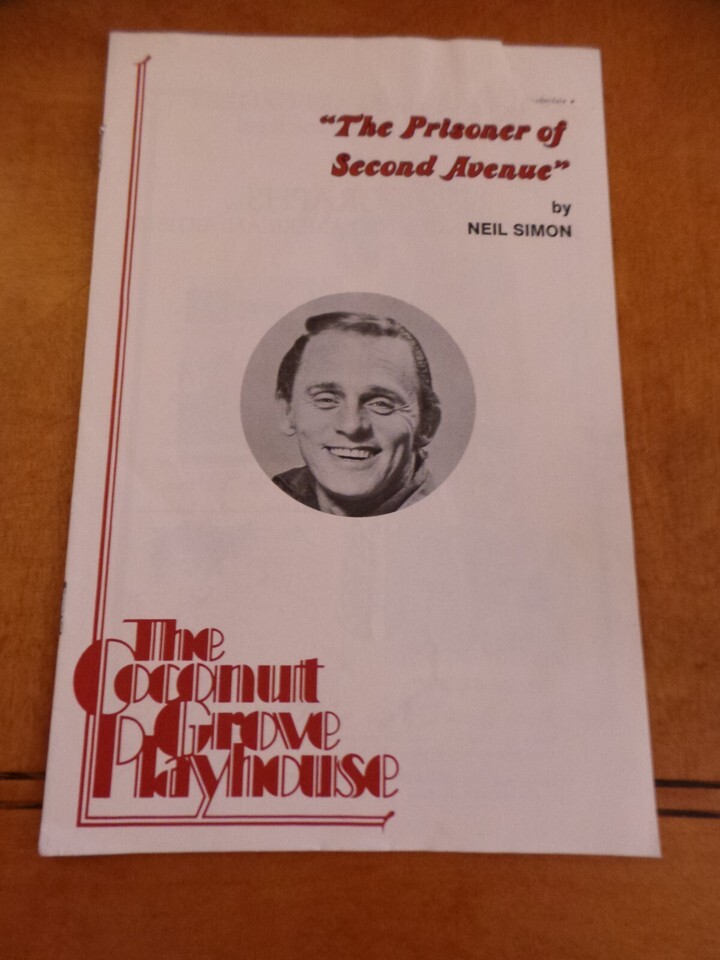 “The Prisoner of
Second Avenue”
by
NEIL SIMON
The
Coconut
Grove
Playhouse